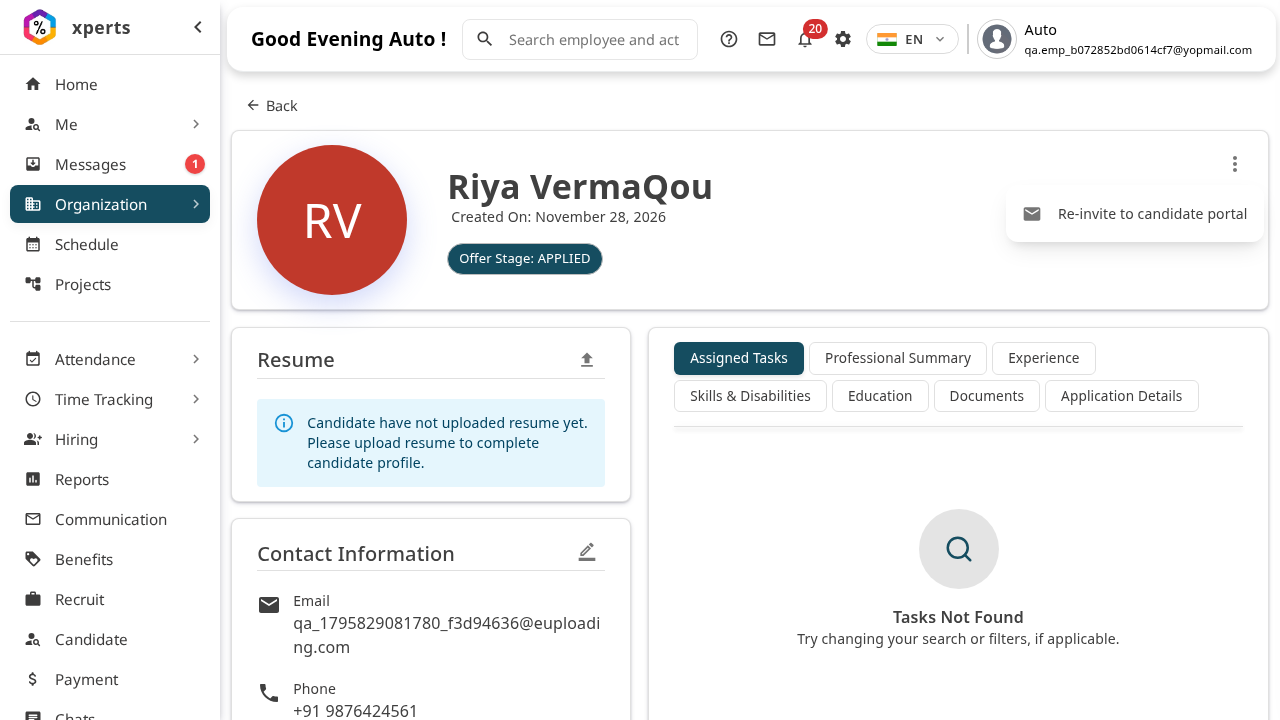 xperts
Good Evening Auto !
Search employee and act
20
EN
Auto
qa.emp_b072852bd0614cf7@yopmail.com
Home
Me
Messages
1
Organization
Schedule
Projects
Attendance
Time Tracking
Hiring
Reports
Communication
Benefits
Recruit
Candidate
Payment
Chats
Back
RV
Riya VermaQou
Created On: November 28, 2026
Offer Stage: APPLIED
Re-invite to candidate portal
Resume
Candidate have not uploaded resume yet.
Please upload resume to complete
candidate profile.
Contact Information
Email
qa_1795829081780_f3d94636@euploadi
ng.com
Phone
+91 9876424561
Assigned Tasks
Professional Summary
Experience
Skills & Disabilities
Education
Documents
Application Details
Tasks Not Found
Try changing your search or filters, if applicable.